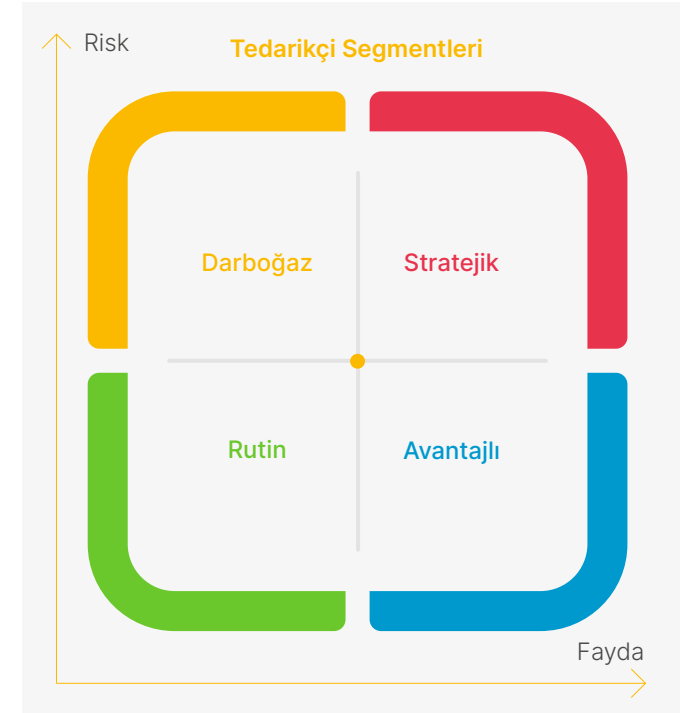 Risk
Tedarikçi Segmentleri
Darboğaz
Stratejik
Rutin
Avantajlı
Fayda